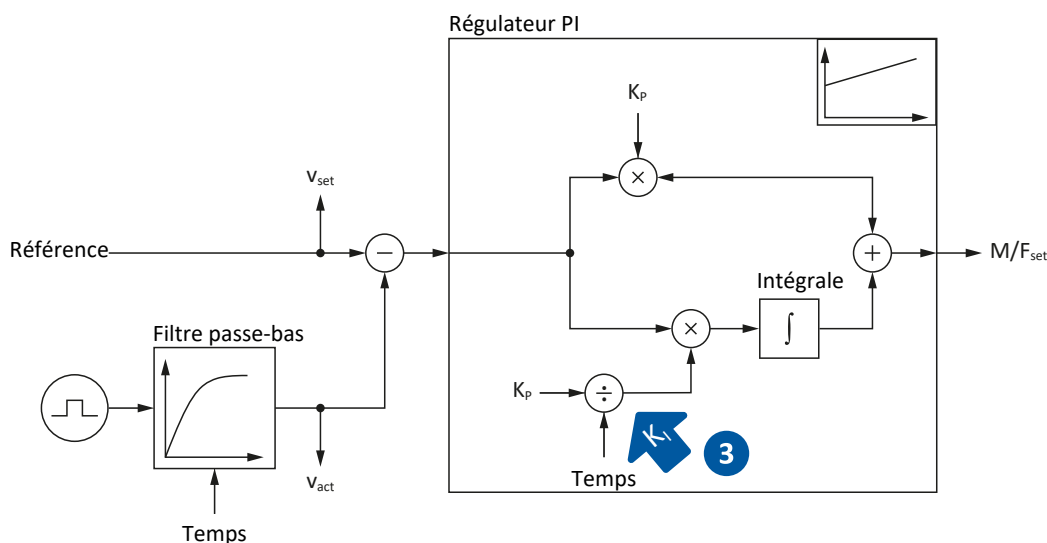 Régulateur PI
K_P
×
v_set
Référence
−
+
M/F_set
Intégrale
×
∫
Filtre passe-bas
K_P
÷
K_I
3
Temps
v_act
Temps